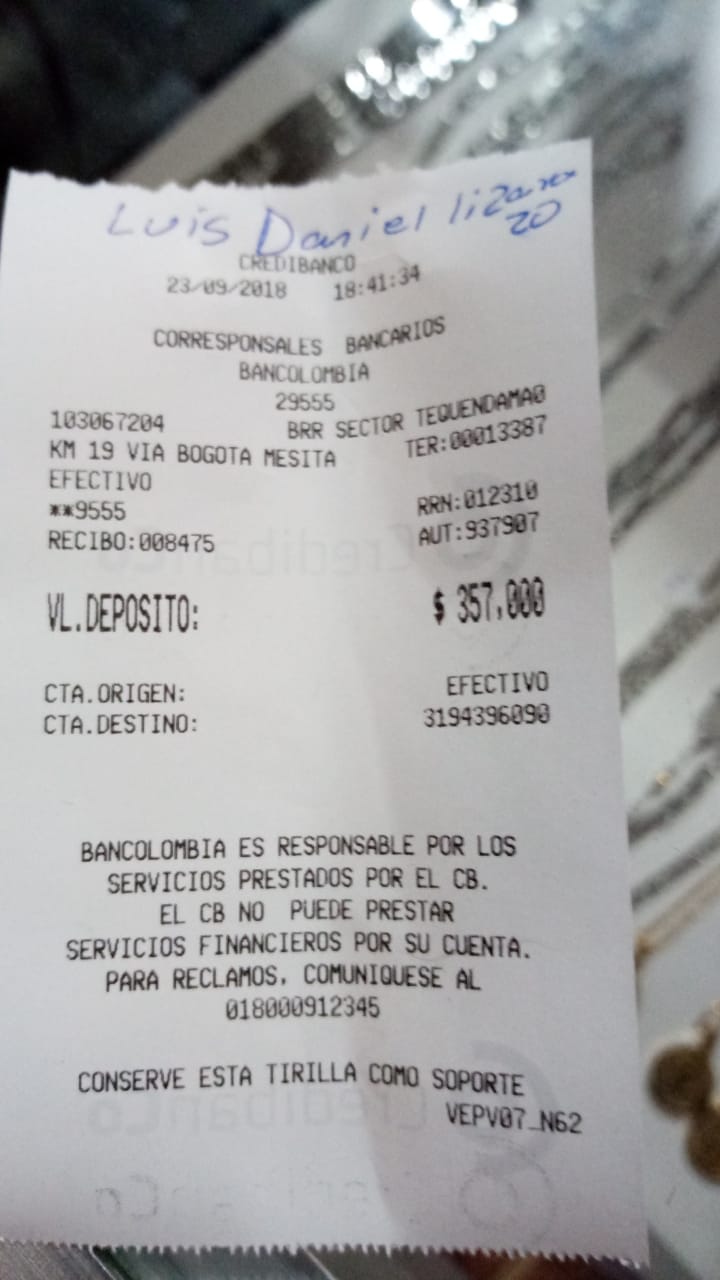 Luis Daniel lizarazo
CREDIBANCO
23/09/2018 18:41:34
CORRESPONSALES BANCARIOS
BANCOLOMBIA
29555
103067204 BRR SECTOR TEQUENDAMA0
KM 19 VIA BOGOTA MESITA TER:00013387
EFECTIVO
**9555 RRN:012310
RECIBO:008475 AUT:937907
VL.DEPOSITO: $ 357,000
CTA.ORIGEN: EFECTIVO
CTA.DESTINO: 3194396090
BANCOLOMBIA ES RESPONSABLE POR LOS
SERVICIOS PRESTADOS POR EL CB.
EL CB NO PUEDE PRESTAR
SERVICIOS FINANCIEROS POR SU CUENTA.
PARA RECLAMOS, COMUNIQUESE AL
018000912345
CONSERVE ESTA TIRILLA COMO SOPORTE
VEPV07_N62